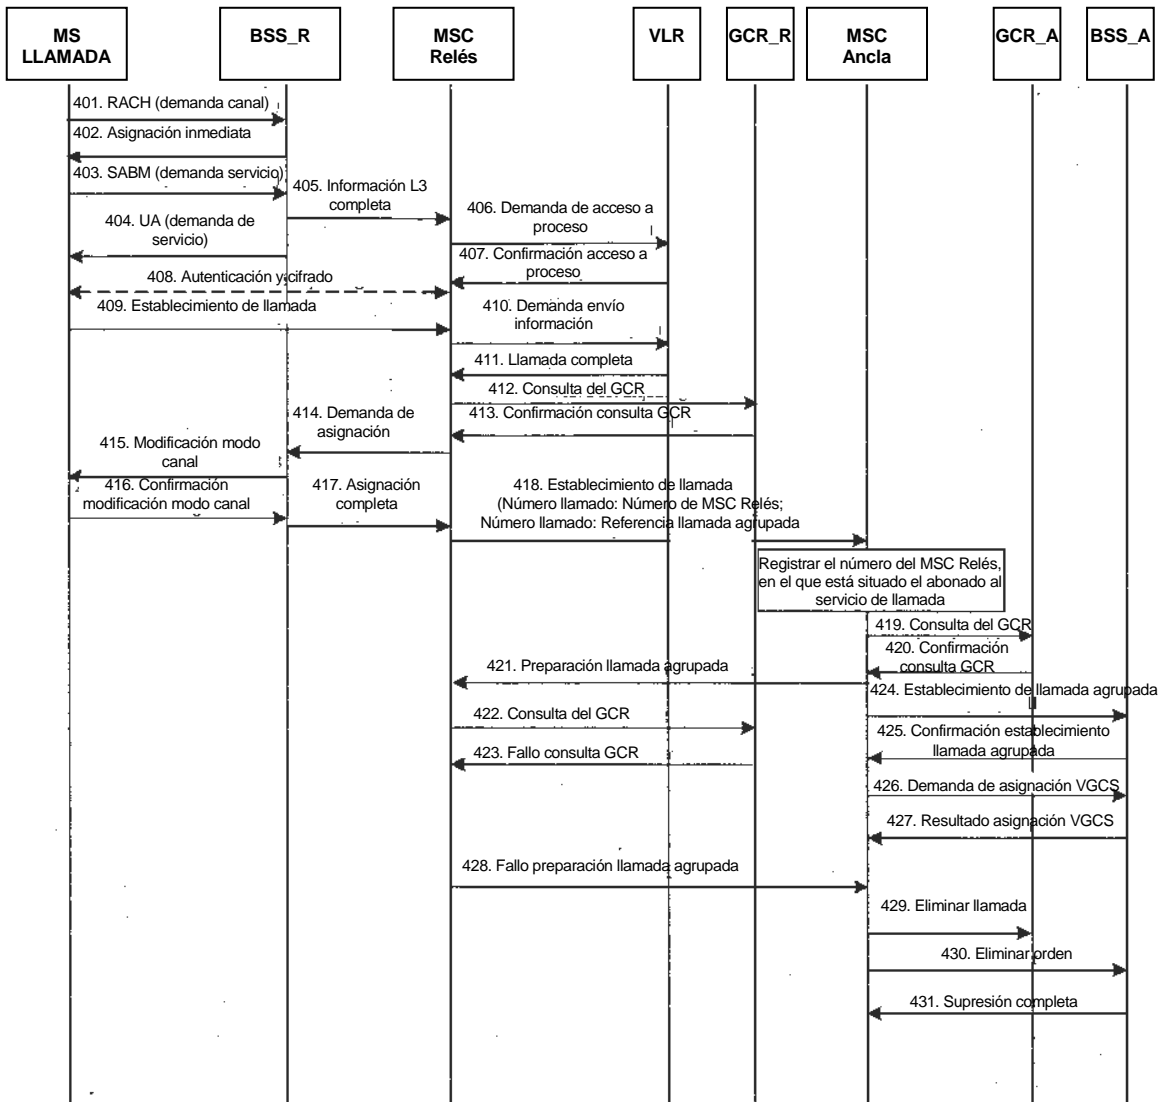 MS
LLAMADA
BSS_R
MSC
Relés
VLR
GCR_R
MSC
Ancla
GCR_A
BSS_A
401. RACH (demanda canal)
402. Asignación inmediata
403. SABM (demanda servicio)
404. UA (demanda de
servicio)
405. Información L3
completa
406. Demanda de acceso a
proceso
407. Confirmación acceso a
proceso
408. Autenticación y cifrado
409. Establecimiento de llamada
410. Demanda envío
información
411. Llamada completa
412. Consulta del GCR
413. Confirmación consulta GCR
414. Demanda de
asignación
415. Modificación modo
canal
416. Confirmación
modificación modo canal
417. Asignación
completa
418. Establecimiento de llamada
(Número llamado: Número de MSC Relés;
Número llamado: Referencia llamada agrupada
Registrar el número del MSC Relés,
en el que está situado el abonado al
servicio de llamada
419. Consulta del GCR
420. Confirmación
consulta GCR
421. Preparación llamada agrupada
422. Consulta del GCR
423. Fallo consulta GCR
424. Establecimiento de llamada agrupada
425. Confirmación establecimiento
llamada agrupada
426. Demanda de asignación VGCS
427. Resultado asignación VGCS
428. Fallo preparación llamada agrupada
429. Eliminar llamada
430. Eliminar orden
431. Supresión completa